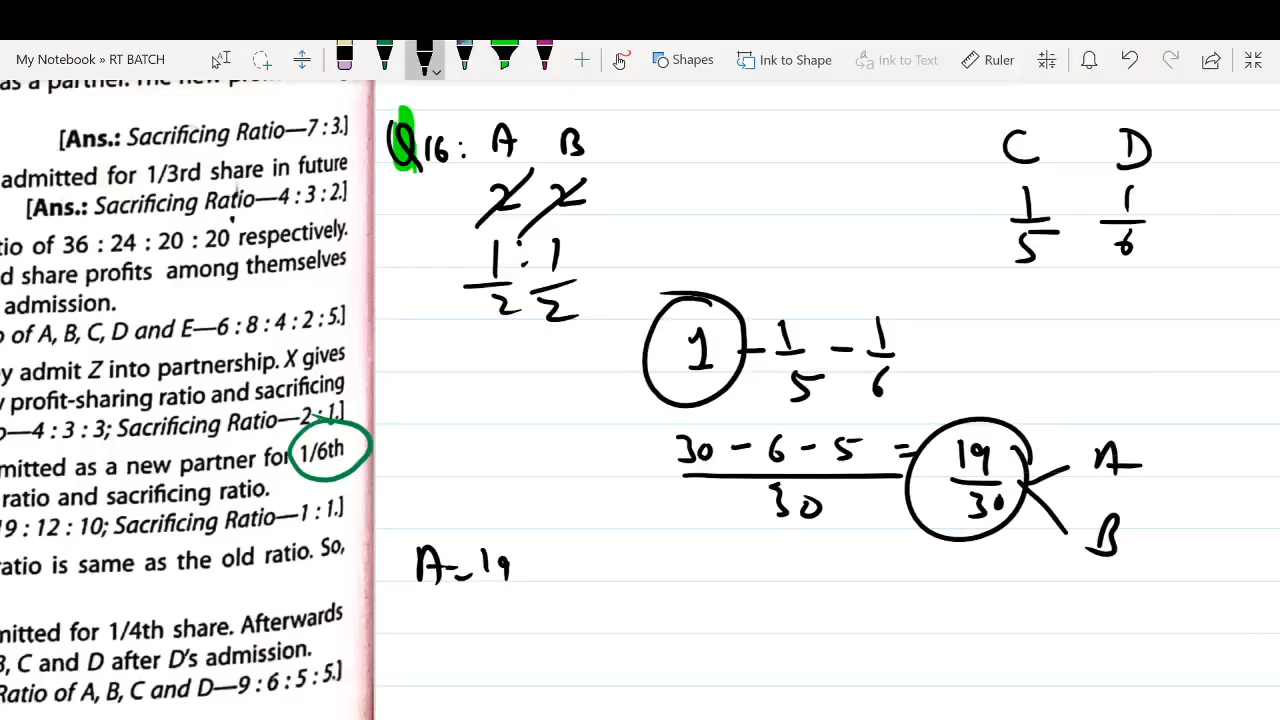 My Notebook » RT BATCH
Shapes
Ink to Shape
Ink to Text
Ruler
as a partner. The new
[Ans.: Sacrificing Ratio—7 : 3.]
admitted for 1/3rd share in future
[Ans.: Sacrificing Ratio—4 : 3 : 2.]
tio of 36 : 24 : 20 : 20 respectively.
d share profits among themselves
admission.
o of A, B, C, D and E—6 : 8 : 4 : 2 : 5.]
y admit Z into partnership. X gives
y profit-sharing ratio and sacrificing
o—4 : 3 : 3; Sacrificing Ratio—2 : 1.]
mitted as a new partner for 1/6th
ratio and sacrificing ratio.
19 : 12 : 10; Sacrificing Ratio—1 : 1.]
ratio is same as the old ratio. So,
mitted for 1/4th share. Afterwards
B, C and D after D's admission.
Ratio of A, B, C and D—9 : 6 : 5 : 5.]
Q16: A B
2 2
1/2 : 1/2
C D
1/5 1/6
1 - 1/5 - 1/6
30 - 6 - 5 = 19 A
30 30 B
A = 19